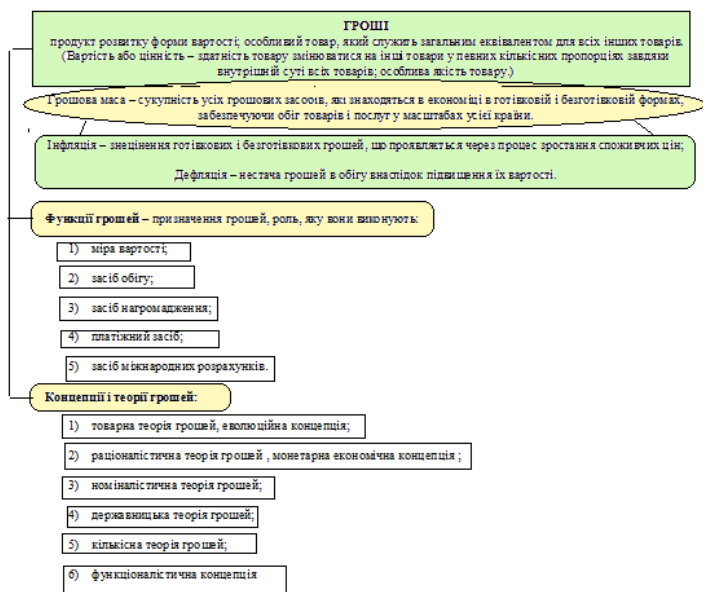 ГРОШІ
продукт розвитку форми вартості; особливий товар, який служить загальним еквівалентом для всіх інших товарів.
(Вартість або цінність – здатність товару змінюватися на інші товари у певних кількісних пропорціях завдяки
внутрішній суті всіх товарів; особлива якість товару.)
Грошова маса – сукупність усіх грошових засобів, які знаходяться в економіці в готівковій і безготівковій формах,
забезпечуючи обіг товарів і послуг у масштабах усієї країни.
Інфляція – знецінення готівкових і безготівкових грошей, що проявляється через процес зростання споживчих цін;
Дефляція – нестача грошей в обігу внаслідок підвищення їх вартості.
Функції грошей – призначення грошей, роль, яку вони виконують:
1) міра вартості;
2) засіб обігу;
3) засіб нагромадження;
4) платіжний засіб;
5) засіб міжнародних розрахунків.
Концепції і теорії грошей:
1) товарна теорія грошей, еволюційна концепція;
2) раціоналістична теорія грошей , монетарна економічна концепція ;
3) номіналістична теорія грошей;
4) державницька теорія грошей;
5) кількісна теорія грошей;
6) функціоналістична концепція